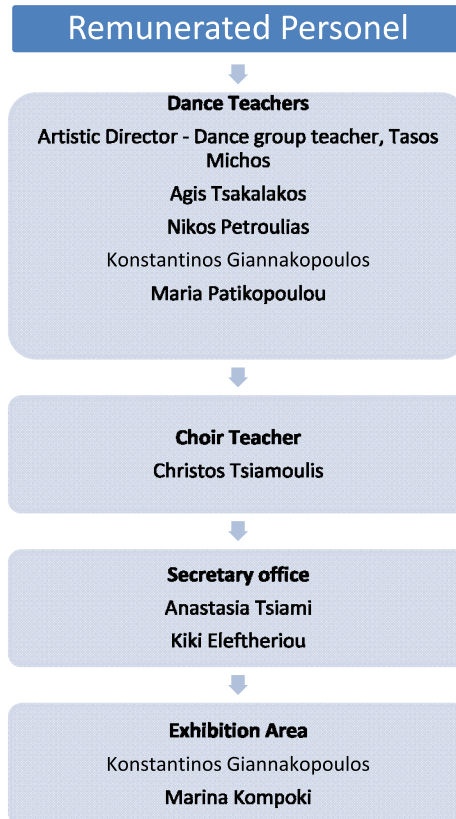 Remunerated Personel
Dance Teachers
Artistic Director - Dance group teacher, Tasos
Michos
Agis Tsakalakos
Nikos Petroulias
Konstantinos Giannakopoulos
Maria Patikopoulou
Choir Teacher
Christos Tsiamoulis
Secretary office
Anastasia Tsiami
Kiki Eleftheriou
Exhibition Area
Konstantinos Giannakopoulos
Marina Kompoki